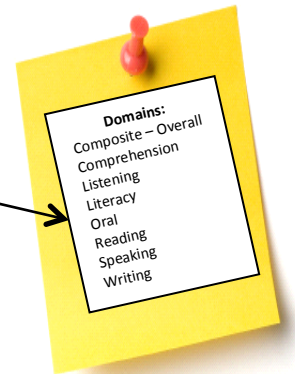 Domains:
Composite – Overall
Comprehension
Listening
Literacy
Oral
Reading
Speaking
Writing